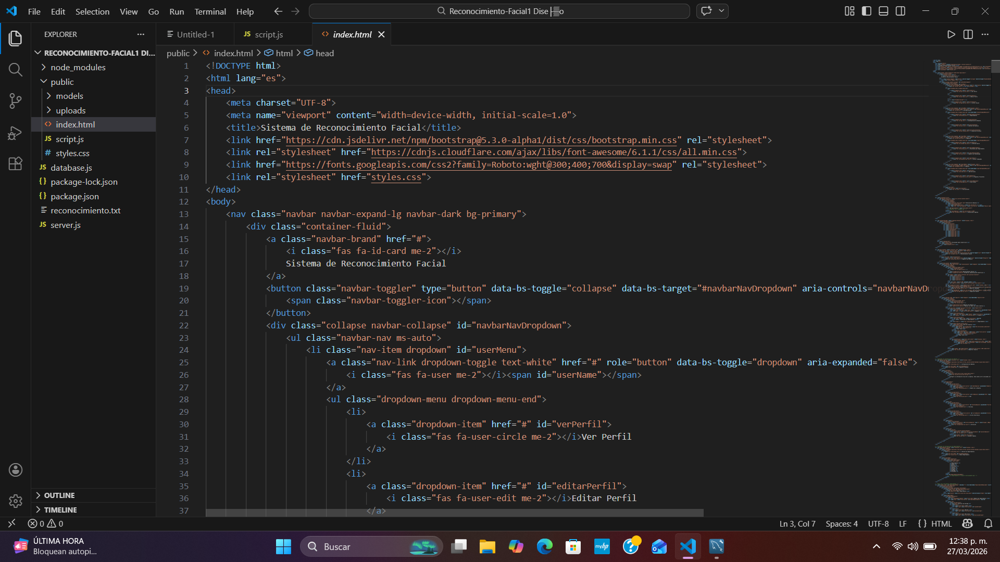 File Edit Selection View Go Run Terminal Help
Reconocimiento-Facial1 Dise
o
EXPLORER
Untitled-1
JS script.js
<> index.html
RECONOCIMIENTO-FACIAL1 DI...
node_modules
public
models
uploads
<> index.html
JS script.js
# styles.css
JS database.js
{} package-lock.json
{} package.json
reconocimiento.txt
JS server.js
OUTLINE
TIMELINE
public > <> index.html > html > head
1 <!DOCTYPE html>
2 <html lang="es">
3 <head>
4 <meta charset="UTF-8">
5 <meta name="viewport" content="width=device-width, initial-scale=1.0">
6 <title>Sistema de Reconocimiento Facial</title>
7 <link href="https://cdn.jsdelivr.net/npm/bootstrap@5.3.0-alpha1/dist/css/bootstrap.min.css" rel="stylesheet">
8 <link rel="stylesheet" href="https://cdnjs.cloudflare.com/ajax/libs/font-awesome/6.1.1/css/all.min.css">
9 <link href="https://fonts.googleapis.com/css2?family=Roboto:wght@300;400;700&display=swap" rel="stylesheet">
10 <link rel="stylesheet" href="styles.css">
11 </head>
12 <body>
13 <nav class="navbar navbar-expand-lg navbar-dark bg-primary">
14 <div class="container-fluid">
15 <a class="navbar-brand" href="#">
16 <i class="fas fa-id-card me-2"></i>
17 Sistema de Reconocimiento Facial
18 </a>
19 <button class="navbar-toggler" type="button" data-bs-toggle="collapse" data-bs-target="#navbarNavDropdown" aria-controls="navbarNavDr
20 <span class="navbar-toggler-icon"></span>
21 </button>
22 <div class="collapse navbar-collapse" id="navbarNavDropdown">
23 <ul class="navbar-nav ms-auto">
24 <li class="nav-item dropdown" id="userMenu">
25 <a class="nav-link dropdown-toggle text-white" href="#" role="button" data-bs-toggle="dropdown" aria-expanded="false">
26 <i class="fas fa-user me-2"></i><span id="userName"></span>
27 </a>
28 <ul class="dropdown-menu dropdown-menu-end">
29 <li>
30 <a class="dropdown-item" href="#" id="verPerfil">
31 <i class="fas fa-user-circle me-2"></i>Ver Perfil
32 </a>
33 </li>
34 <li>
35 <a class="dropdown-item" href="#" id="editarPerfil">
36 <i class="fas fa-user-edit me-2"></i>Editar Perfil
37 </a>
0 0
Ln 3, Col 7 Spaces: 4 UTF-8 LF {} HTML
ÚLTIMA HORA
Bloquean autopi...
Buscar
myhp
12:38 p. m.
27/03/2026